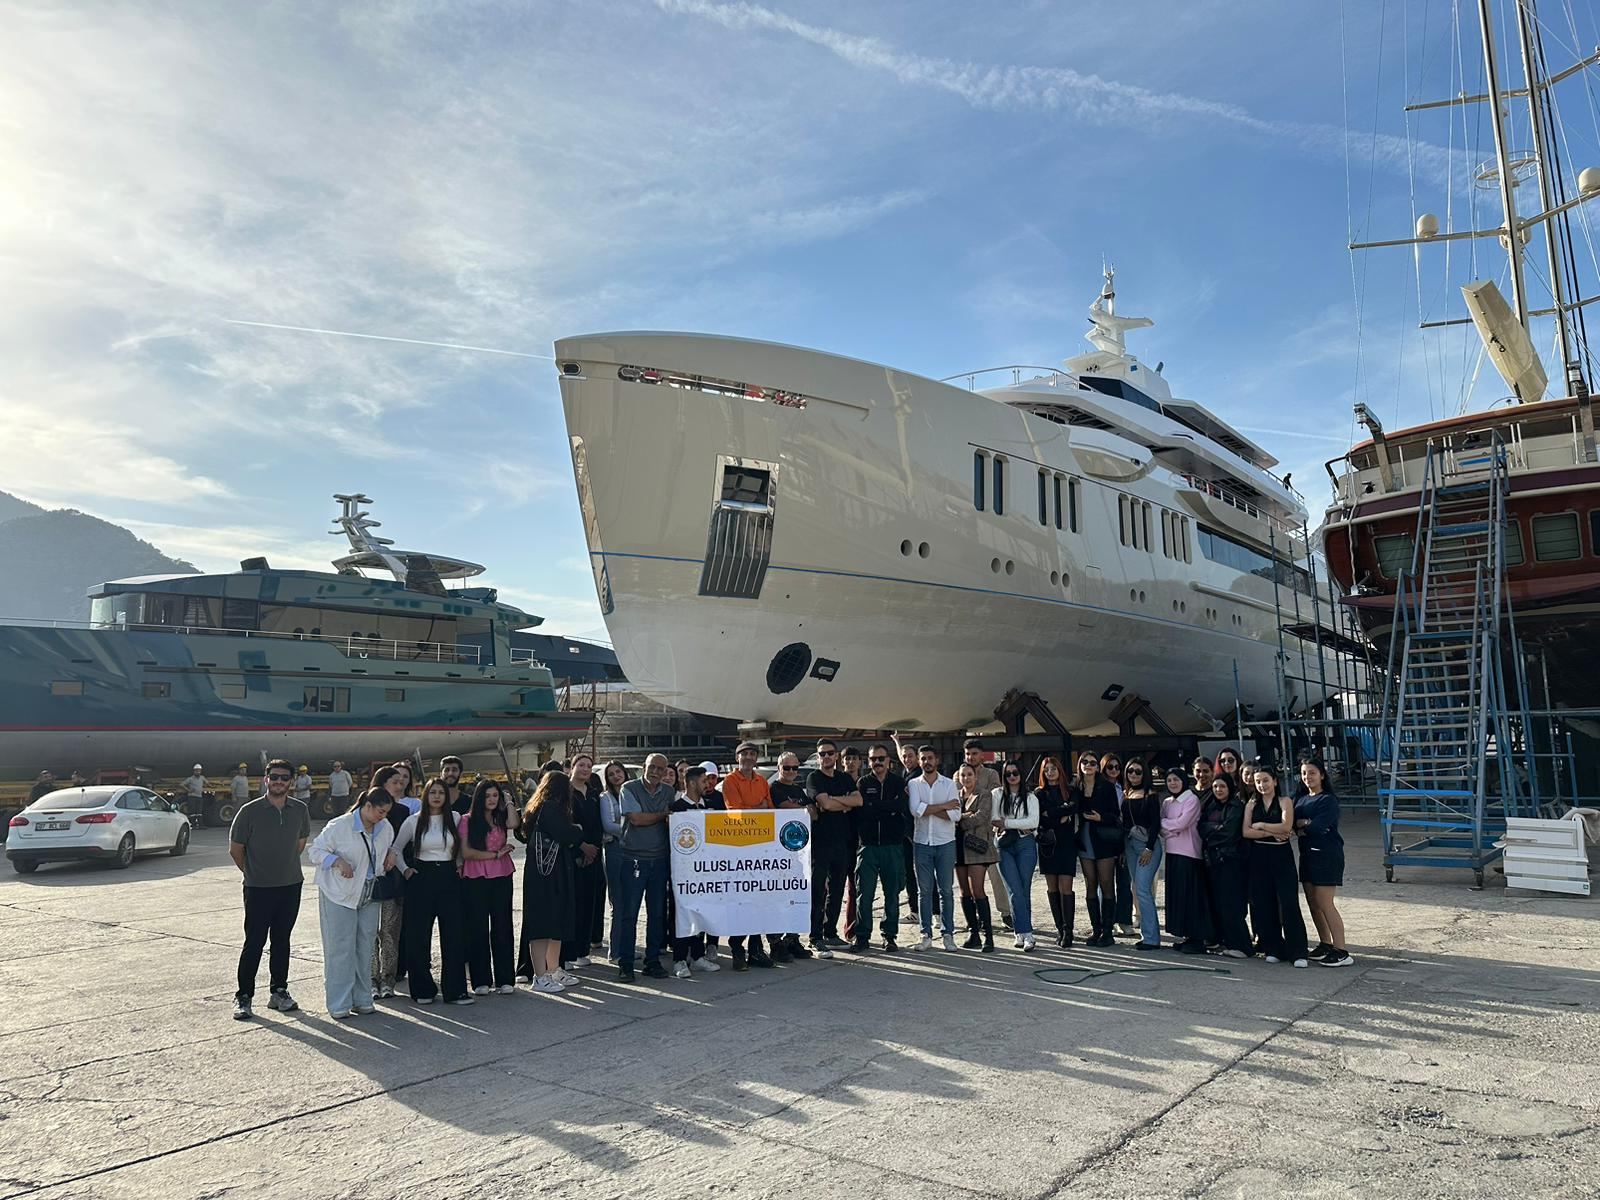 SELÇUK
ÜNİVERSİTESİ
ULUSLARARASI
TİCARET TOPLULUĞU